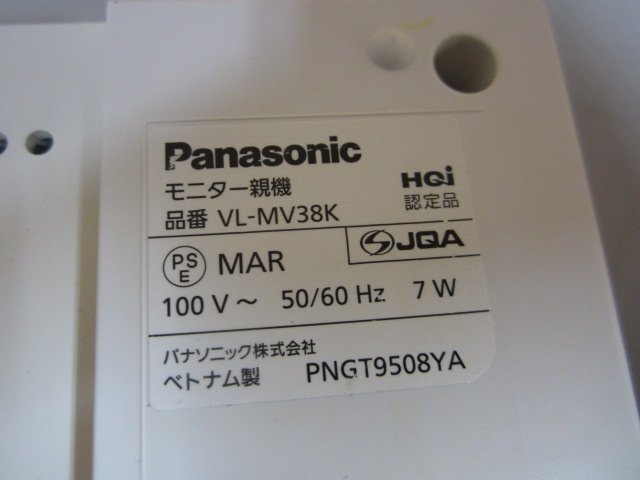 Panasonic
モニター親機
品番 VL-MV38K
HQi
認定品
PS
E
MAR
JQA
100 V～ 50/60 Hz 7 W
パナソニック株式会社
ベトナム製
PNGT9508YA